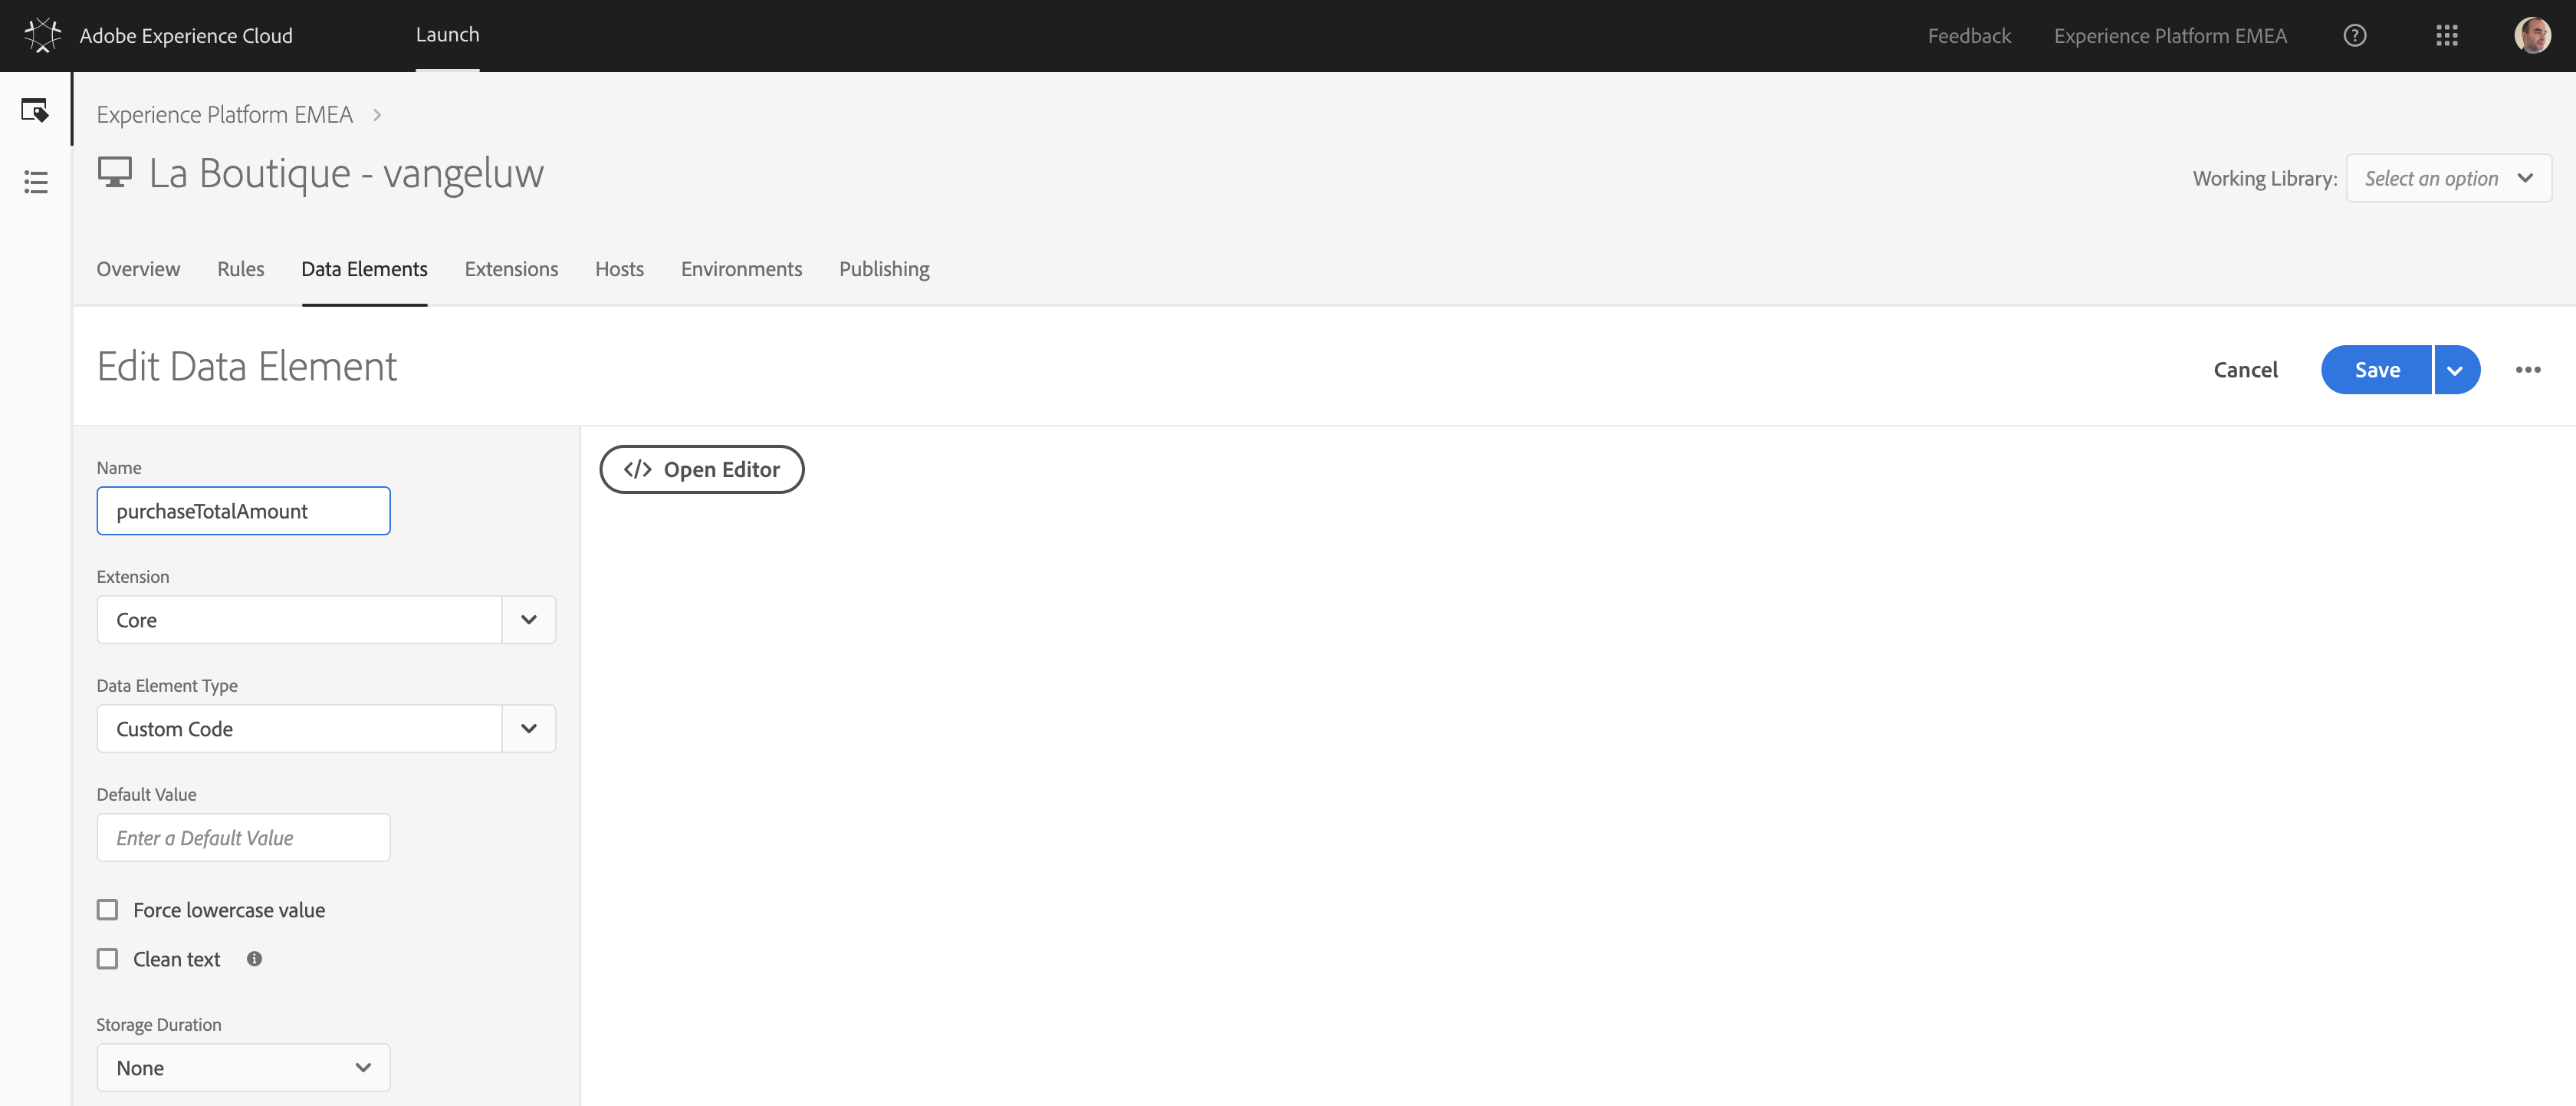 Adobe Experience Cloud
Launch
Feedback
Experience Platform EMEA
Experience Platform EMEA
La Boutique - vangeluw
Working Library:
Select an option
Overview
Rules
Data Elements
Extensions
Hosts
Environments
Publishing
Edit Data Element
Cancel
Save
Name
purchaseTotalAmount
</> Open Editor
Extension
Core
Data Element Type
Custom Code
Default Value
Enter a Default Value
Force lowercase value
Clean text
Storage Duration
None